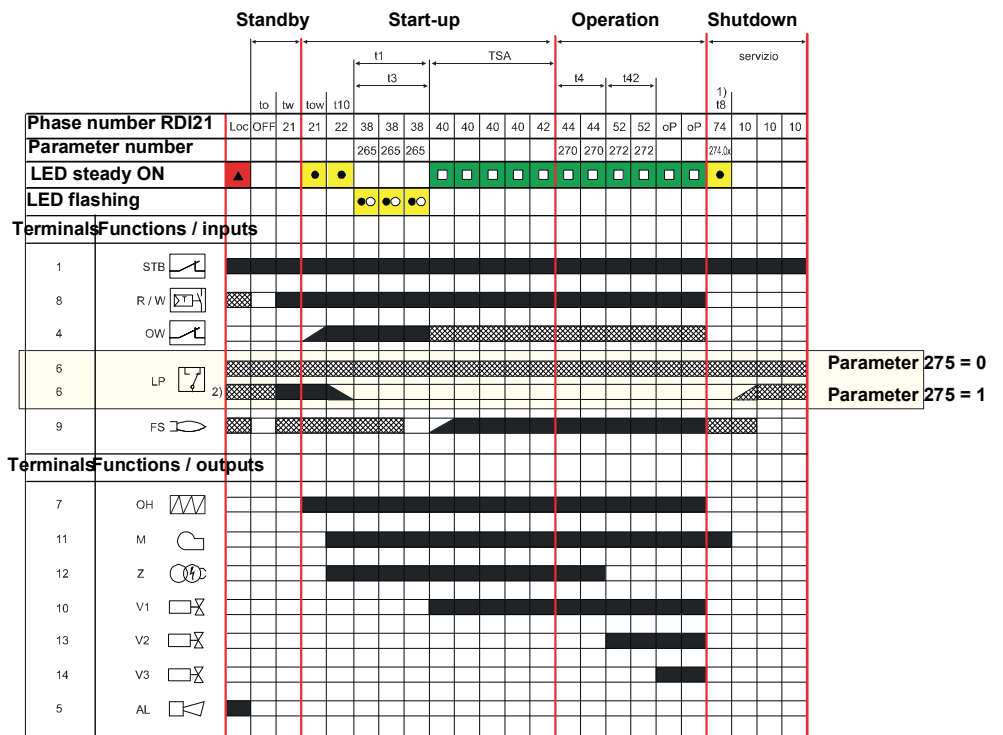 Standby Start-up Operation Shutdown
t1 TSA servizio
t3 t4 t42
1)
to tw tow t10 t8
Phase number RDI21 Loc OFF 21 21 22 38 38 38 40 40 40 40 42 44 44 52 52 oP oP 74 10 10 10
Parameter number 265 265 265 270 270 272 272 274.0x
LED steady ON
LED flashing
Terminals Functions / inputs
1 STB
8 R / W
4 OW
6 Parameter 275 = 0
LP
6 2) Parameter 275 = 1
9 FS
Terminals Functions / outputs
7 OH
11 M
12 Z
10 V1
13 V2
14 V3
5 AL